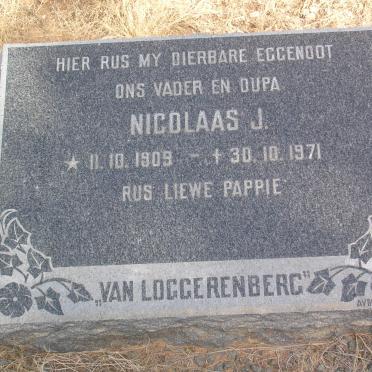 HIER RUS MY DIERBARE EGGENOOT
ONS VADER EN OUPA
NICOLAAS J.
★ 11.10.1909 - ✝ 30.10.1971
RUS LIEWE PAPPIE
„VAN LOGGERENBERG"